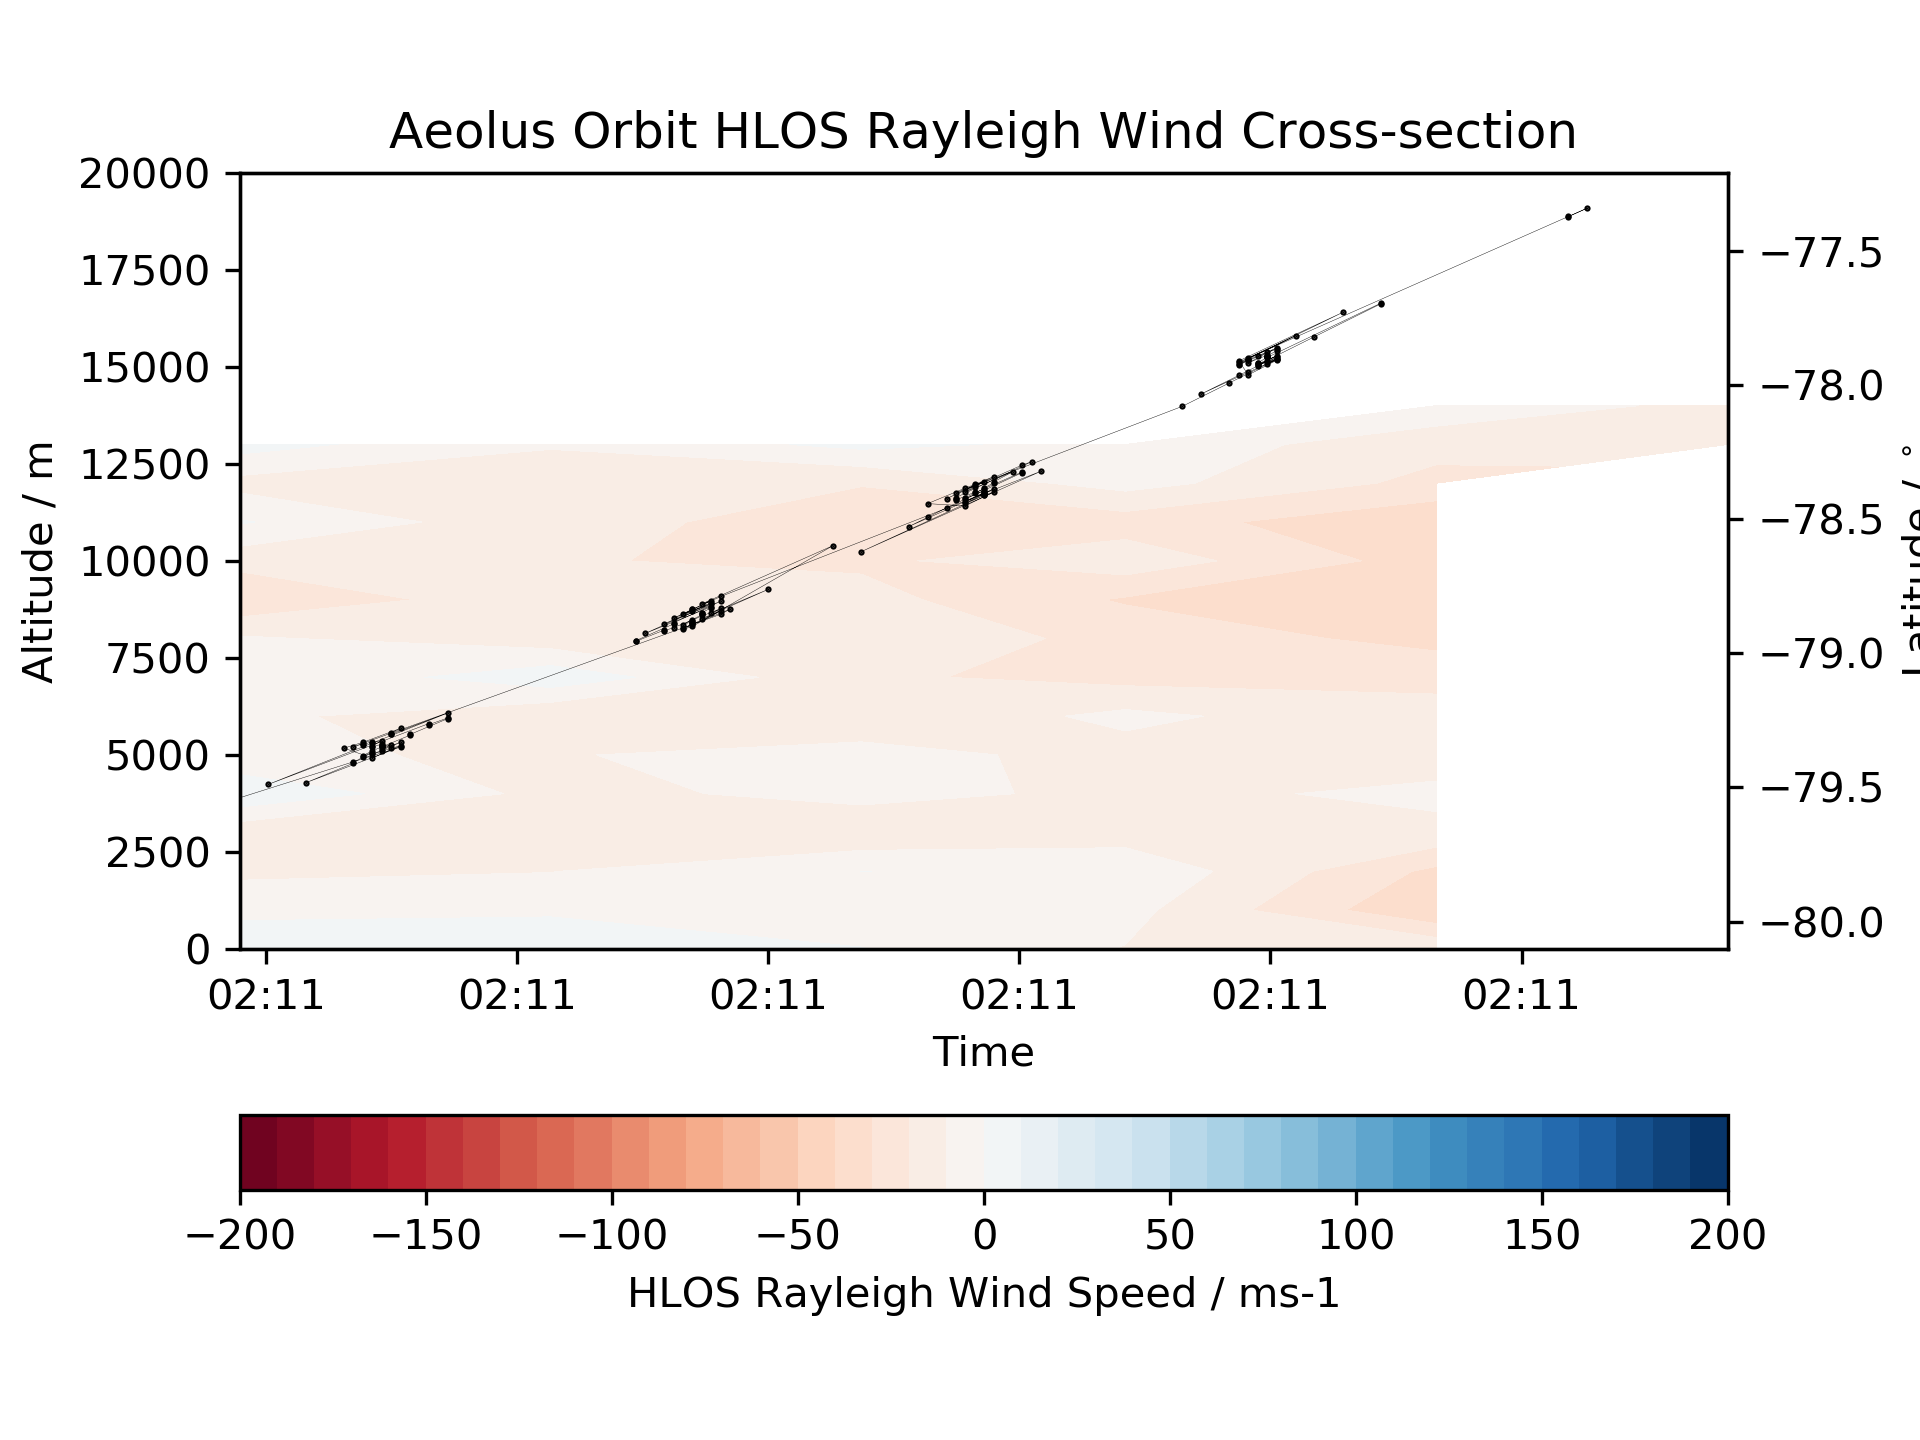 Aeolus Orbit HLOS Rayleigh Wind Cross-section
20000
17500
15000
12500
10000
7500
5000
2500
0
Altitude / m
−77.5
−78.0
−78.5
−79.0
−79.5
−80.0
Latitude / °
02:11 02:11 02:11 02:11 02:11 02:11
Time
−200 −150 −100 −50 0 50 100 150 200
HLOS Rayleigh Wind Speed / ms-1